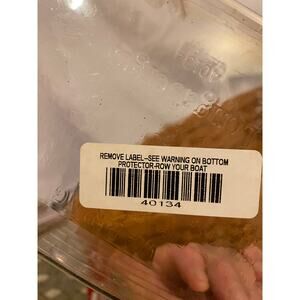 REMOVE LABEL-SEE WARNING ON BOTTOM
PROTECTOR-ROW YOUR BOAT
40134